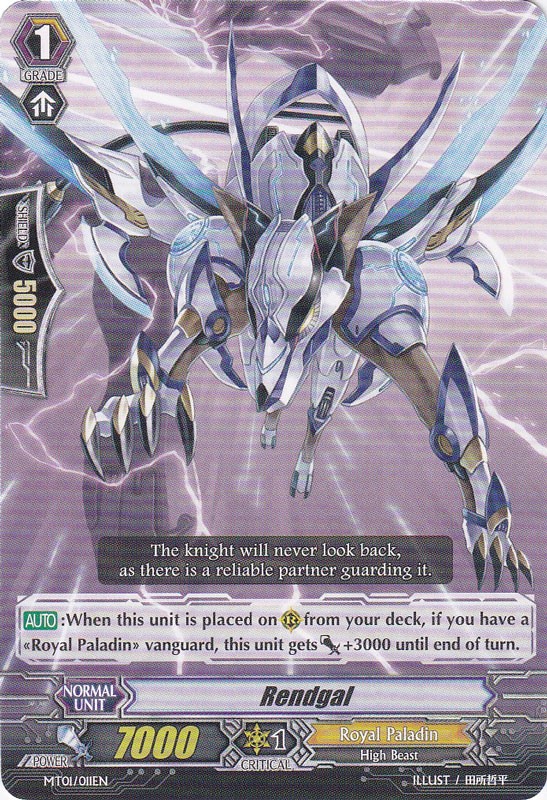 1
GRADE
SHIELD
5000
The knight will never look back,
as there is a reliable partner guarding it.
AUTO:When this unit is placed on R from your deck, if you have a
«Royal Paladin» vanguard, this unit gets +3000 until end of turn.
NORMAL
UNIT
Rendgal
POWER
7000
1
CRITICAL
Royal Paladin
High Beast
MT01/011EN
ILLUST / 田所哲平